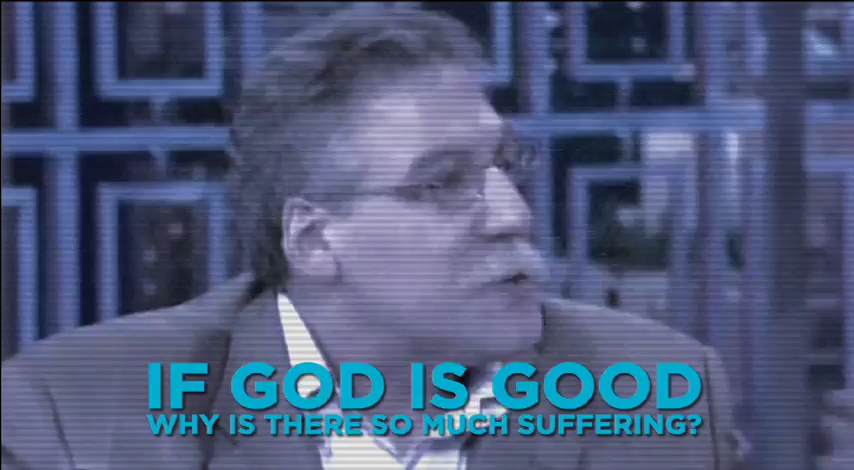 IF GOD IS GOOD
WHY IS THERE SO MUCH SUFFERING?